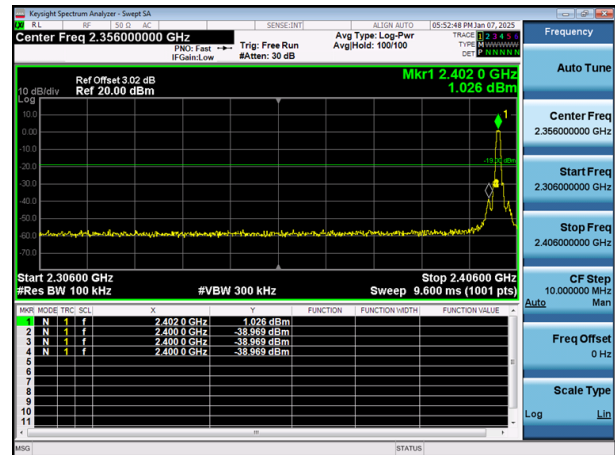 Keysight Spectrum Analyzer - Swept SA
RL RF 50 Ω AC SENSE:INT ALIGN AUTO 05:52:48 PM Jan 07, 2025
Center Freq 2.356000000 GHz
PNO: Fast
IFGain:Low
Trig: Free Run
#Atten: 30 dB
Avg Type: Log-Pwr
Avg|Hold: 100/100
TRACE 1 2 3 4 5 6
TYPE M W W W W W
DET P N N N N N
Frequency
Auto Tune
Center Freq
2.356000000 GHz
Start Freq
2.306000000 GHz
Stop Freq
2.406000000 GHz
CF Step
10.000000 MHz
Auto Man
Freq Offset
0 Hz
Scale Type
Log Lin
Ref Offset 3.02 dB
10 dB/div Ref 20.00 dBm
Log
Mkr1 2.402 0 GHz
1.026 dBm
10.0
0.00
-10.0
-20.0
-30.0
-40.0
-50.0
-60.0
-70.0
1
-19.00 dBm
Start 2.30600 GHz Stop 2.40600 GHz
#Res BW 100 kHz #VBW 300 kHz Sweep 9.600 ms (1001 pts)
MKR MODE TRC SCL X Y FUNCTION FUNCTION WIDTH FUNCTION VALUE
1 N 1 f 2.402 0 GHz 1.026 dBm
2 N 1 f 2.400 0 GHz -38.969 dBm
3 N 1 f 2.400 0 GHz -38.969 dBm
4 N 1 f 2.400 0 GHz -38.969 dBm
5
6
7
8
9
10
11
MSG STATUS